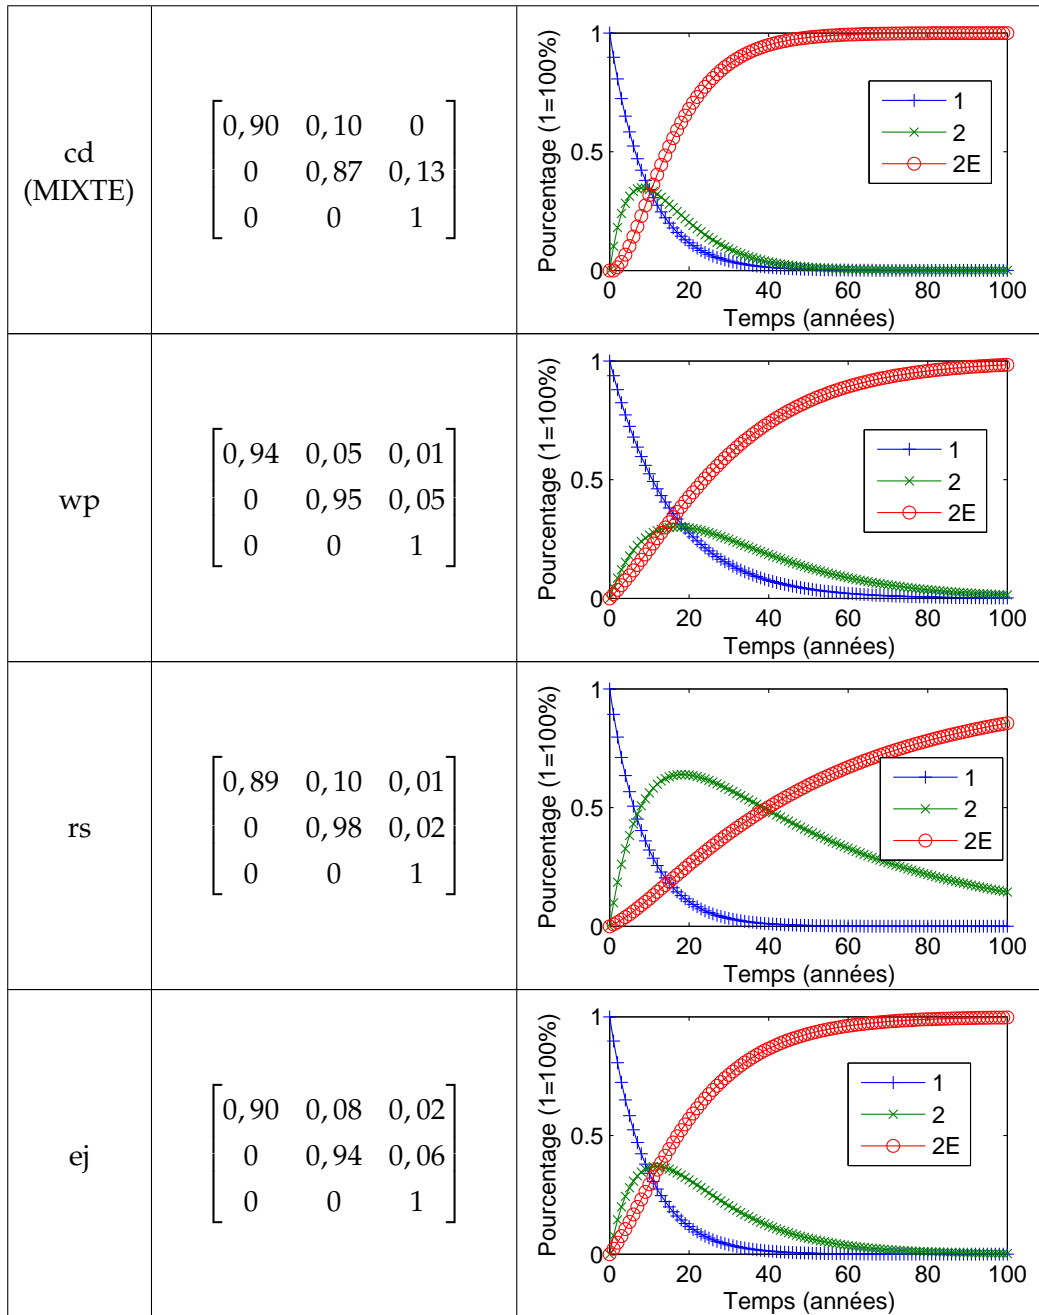 cd
(MIXTE)
0,90 0,10 0
0 0,87 0,13
0 0 1
Pourcentage (1=100%)
1
0.5
0
0 20 40 60 80 100
Temps (années)
1
2
2E
wp
0,94 0,05 0,01
0 0,95 0,05
0 0 1
Pourcentage (1=100%)
1
0.5
0
0 20 40 60 80 100
Temps (années)
1
2
2E
rs
0,89 0,10 0,01
0 0,98 0,02
0 0 1
Pourcentage (1=100%)
1
0.5
0
0 20 40 60 80 100
Temps (années)
1
2
2E
ej
0,90 0,08 0,02
0 0,94 0,06
0 0 1
Pourcentage (1=100%)
1
0.5
0
0 20 40 60 80 100
Temps (années)
1
2
2E